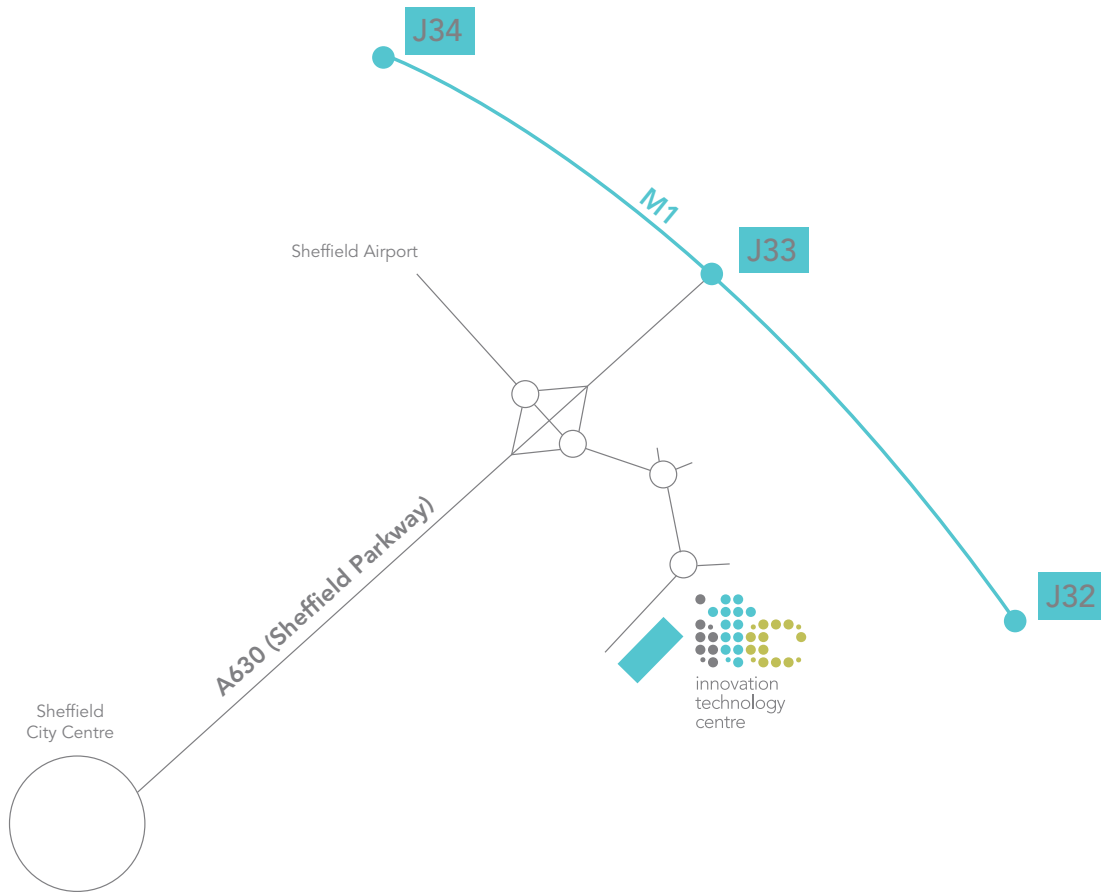 J34
M1
J33
Sheffield Airport
A630 (Sheffield Parkway)
J32
innovation
technology
centre
Sheffield
City Centre